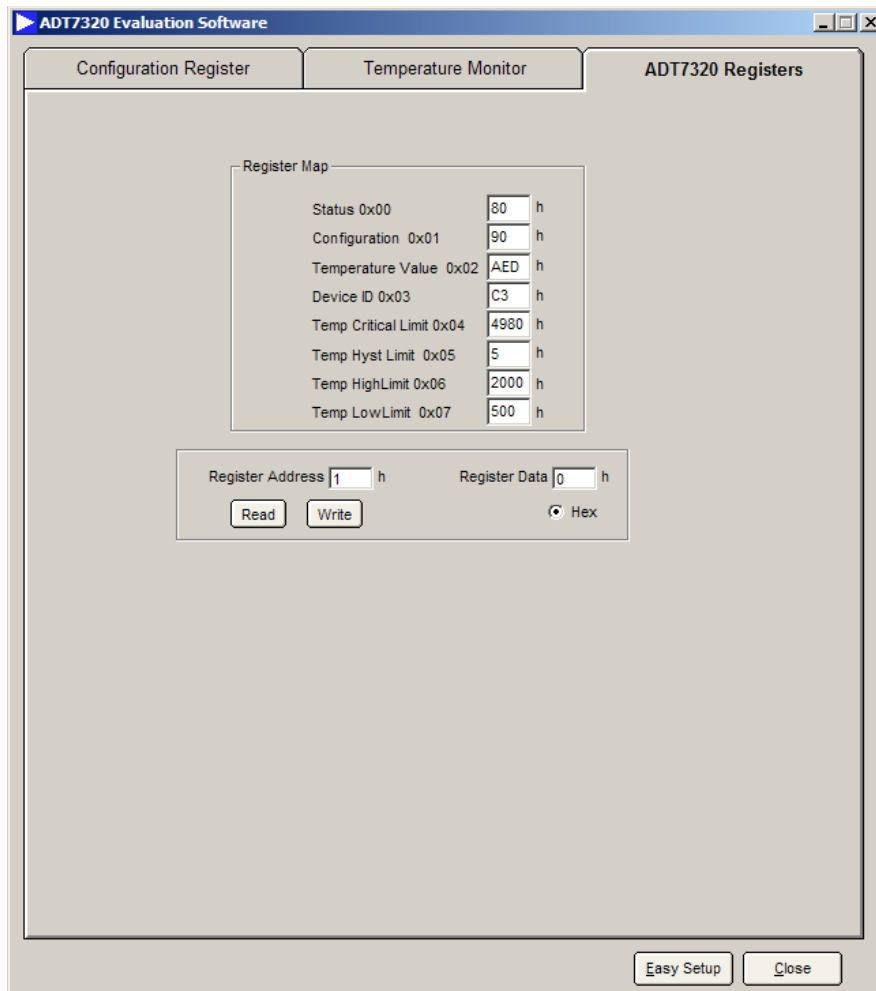 ADT7320 Evaluation Software
Configuration Register Temperature Monitor ADT7320 Registers
Register Map
Status 0x00 80 h
Configuration 0x01 90 h
Temperature Value 0x02 AED h
Device ID 0x03 C3 h
Temp Critical Limit 0x04 4980 h
Temp Hyst Limit 0x05 5 h
Temp HighLimit 0x06 2000 h
Temp LowLimit 0x07 500 h
Register Address 1 h Register Data 0 h
Read Write Hex
Easy Setup Close